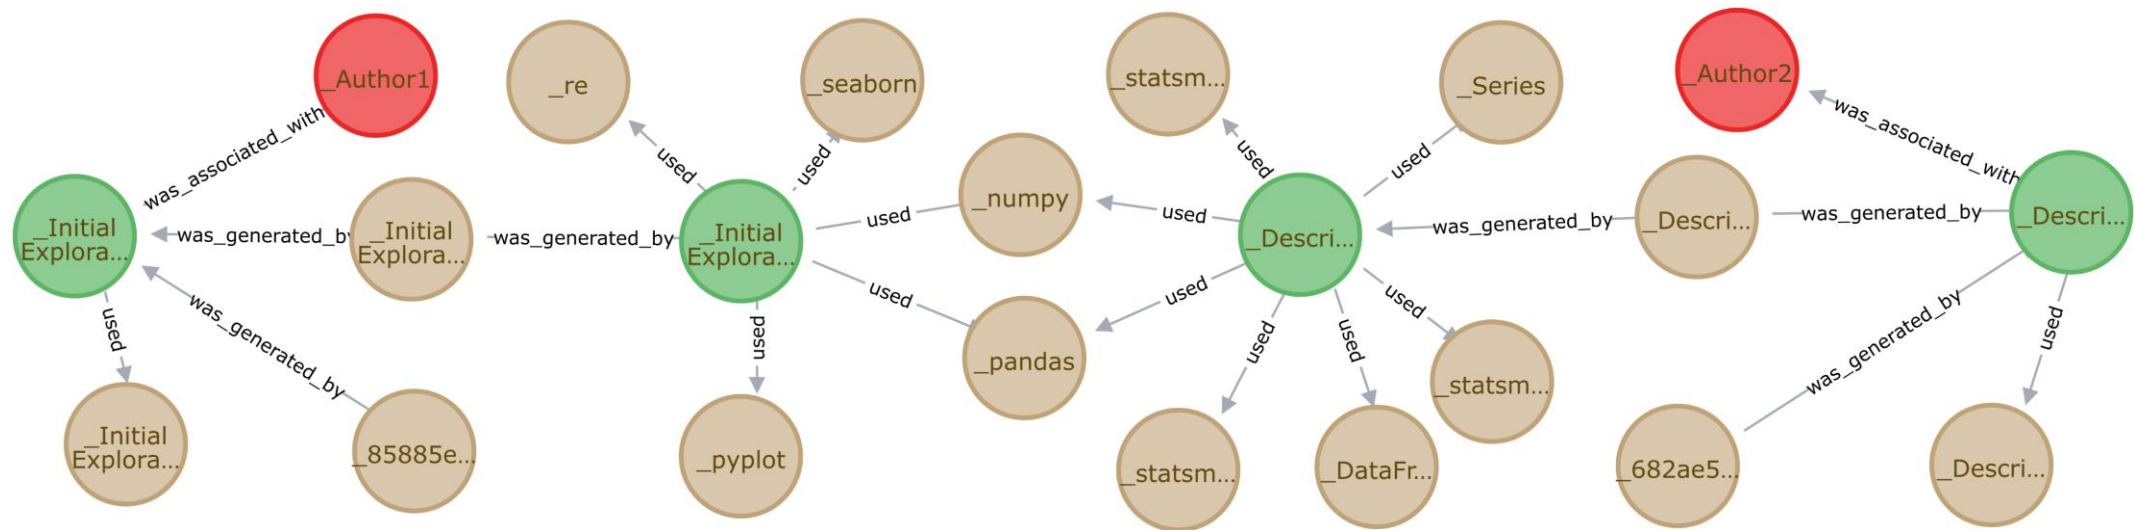 _Author1
_re
_seaborn
_statsm...
_Series
_Author2
was_associated_with
used
used
used
used
was_associated_with
_Initial
Explora...
was_generated_by
_Initial
Explora...
was_generated_by
_Initial
Explora...
used
_numpy
used
_Descri...
was_generated_by
_Descri...
was_generated_by
_Descri...
used
was_generated_by
used
used
used
used
used
used
was_generated_by
used
_pandas
_statsm...
_Initial
Explora...
_85885e...
_pyplot
_statsm...
_DataFr...
_682ae5...
_Descri...